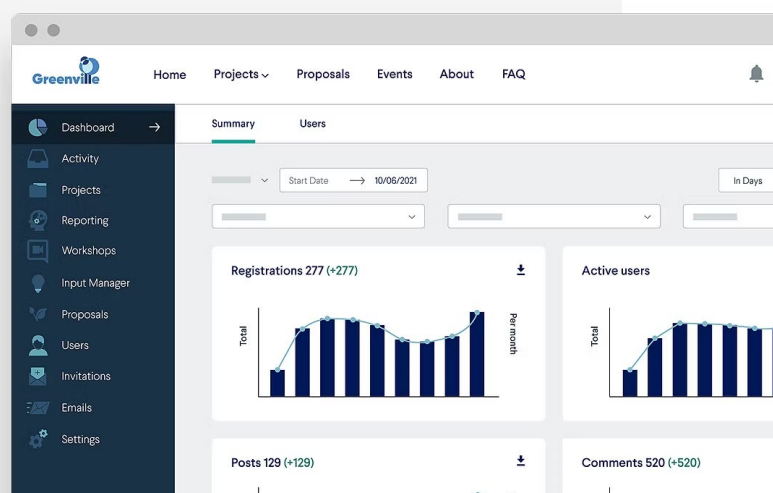 Greenville
Home Projects Proposals Events About FAQ
Dashboard
Activity
Projects
Reporting
Workshops
Input Manager
Proposals
Users
Invitations
Emails
Settings
Summary Users
Start Date → 10/06/2021
In Days
Registrations 277 (+277)
Total
Per month
Active users
Total
Posts 129 (+129)
Comments 520 (+520)